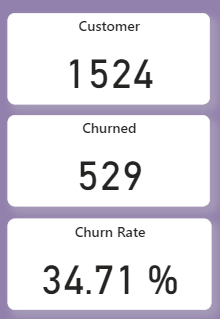 Customer
1524
Churned
529
Churn Rate
34.71 %